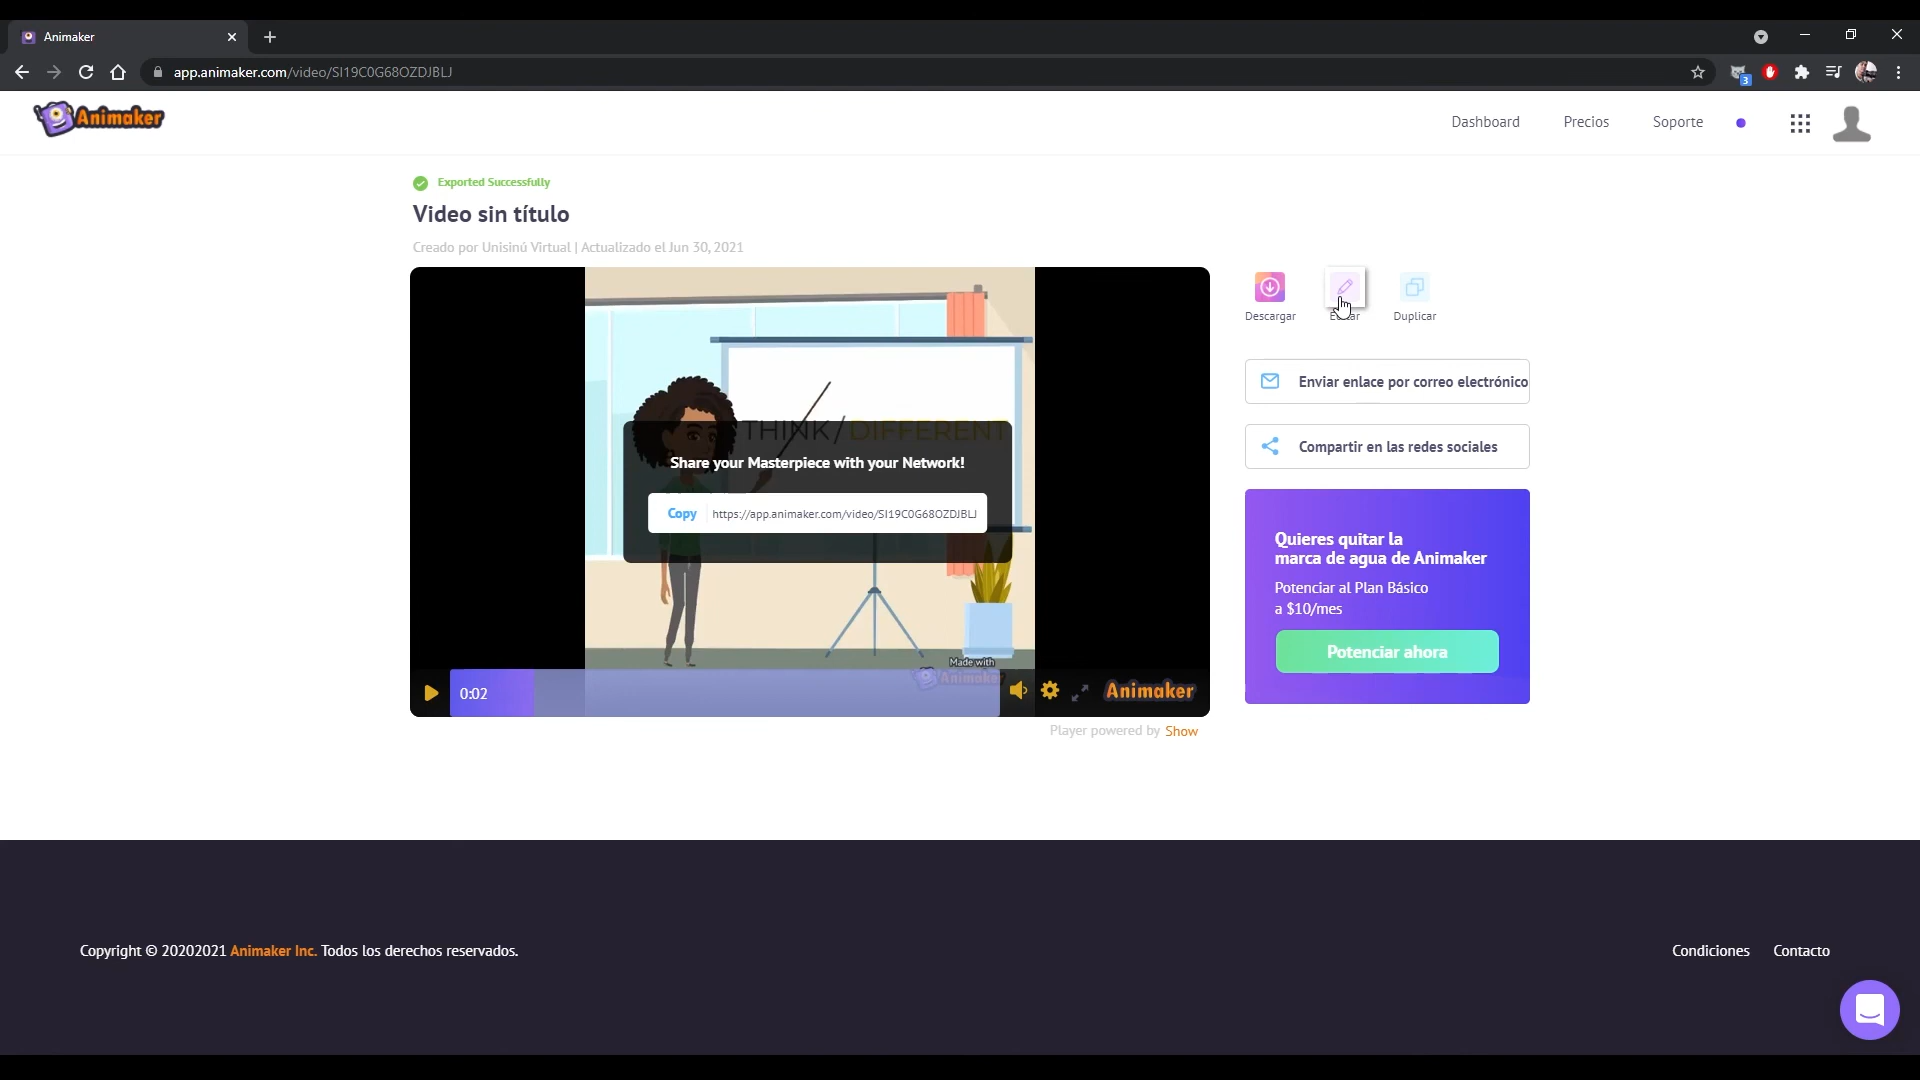 Animaker
app.animaker.com/video/SI19C0G68OZDJBLJ
3
Animaker
Dashboard
Precios
Soporte
Exported Successfully
Video sin título
Creado por Unisinú Virtual | Actualizado el Jun 30, 2021
THINK/DIFFERENT
Share your Masterpiece with your Network!
Copy
https://app.animaker.com/video/SI19C0G68OZDJBLJ
Made with
Animaker
0:02
Animaker
Player powered by Show
Descargar
Editar
Duplicar
Enviar enlace por correo electrónico
Compartir en las redes sociales
Quieres quitar la
marca de agua de Animaker
Potenciar al Plan Básico
a $10/mes
Potenciar ahora
Copyright © 20202021 Animaker Inc. Todos los derechos reservados.
Condiciones
Contacto